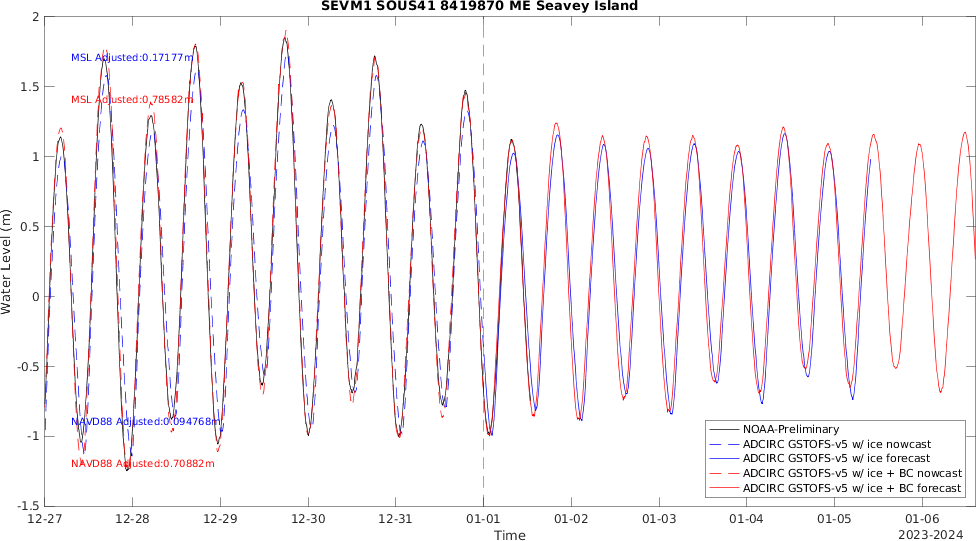 SEVM1 SOUS41 8419870 ME Seavey Island
2
1.5
1
0.5
0
-0.5
-1
-1.5
Water Level (m)
MSL Adjusted:0.17177m
MSL Adjusted:0.78582m
NAVD88 Adjusted:0.094768m
NAVD88 Adjusted:0.70882m
NOAA-Preliminary
ADCIRC GSTOFS-v5 w/ ice nowcast
ADCIRC GSTOFS-v5 w/ ice forecast
ADCIRC GSTOFS-v5 w/ ice + BC nowcast
ADCIRC GSTOFS-v5 w/ ice + BC forecast
12-27 12-28 12-29 12-30 12-31 01-01 01-02 01-03 01-04 01-05 01-06
Time
2023-2024